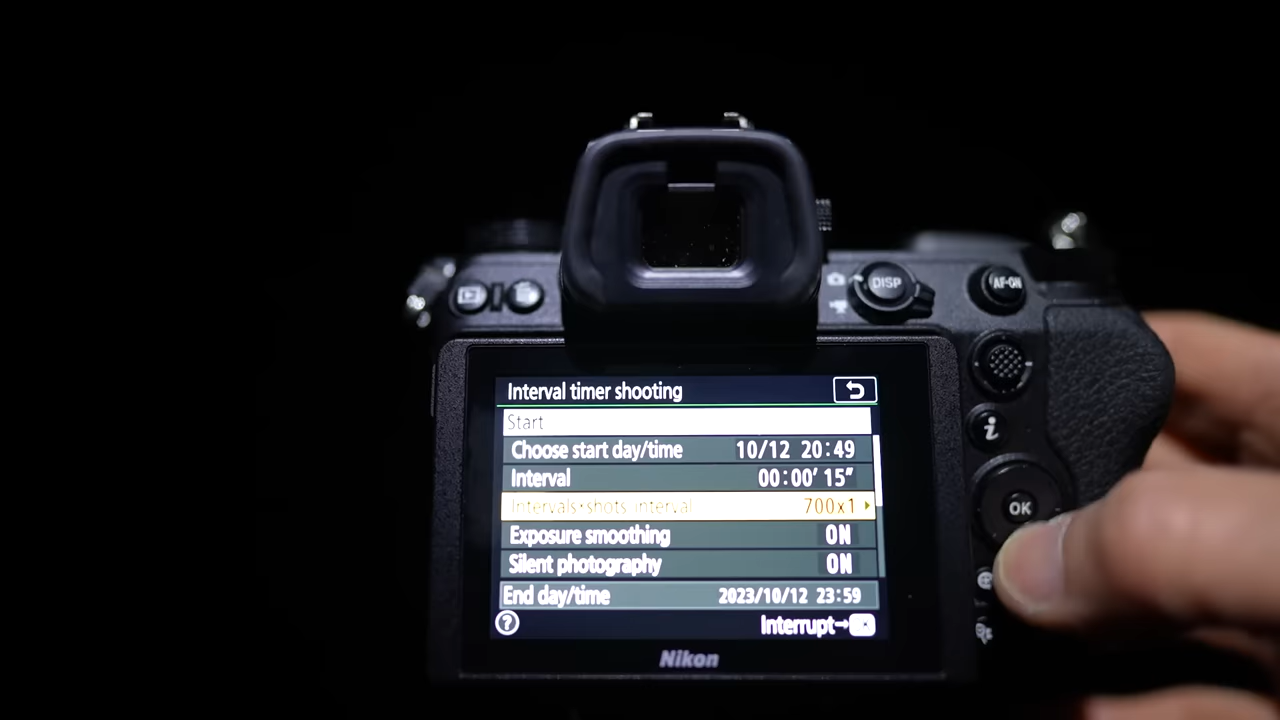 DISP
AF-ON
Interval timer shooting
Start
Choose start day/time 10/12 20:49
i
Interval 00:00' 15"
Intervals×shots/interval 700x1
OK
Exposure smoothing ON
Silent photography ON
End day/time 2023/10/12 23:59
? Interrupt→OK
Nikon